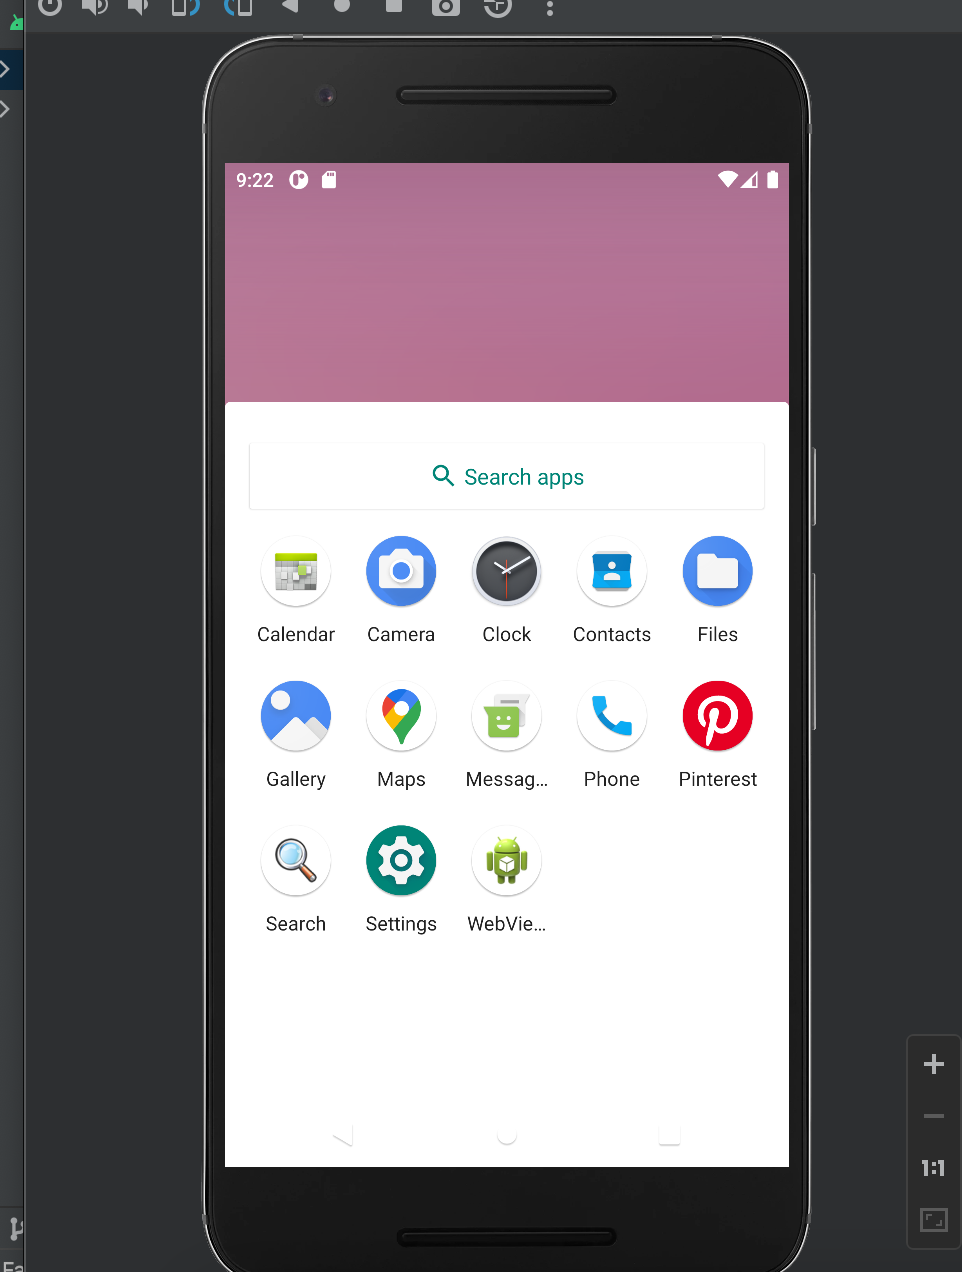 9:22
Search apps
Calendar Camera Clock Contacts Files
Gallery Maps Messag... Phone Pinterest
Search Settings WebVie...
1:1